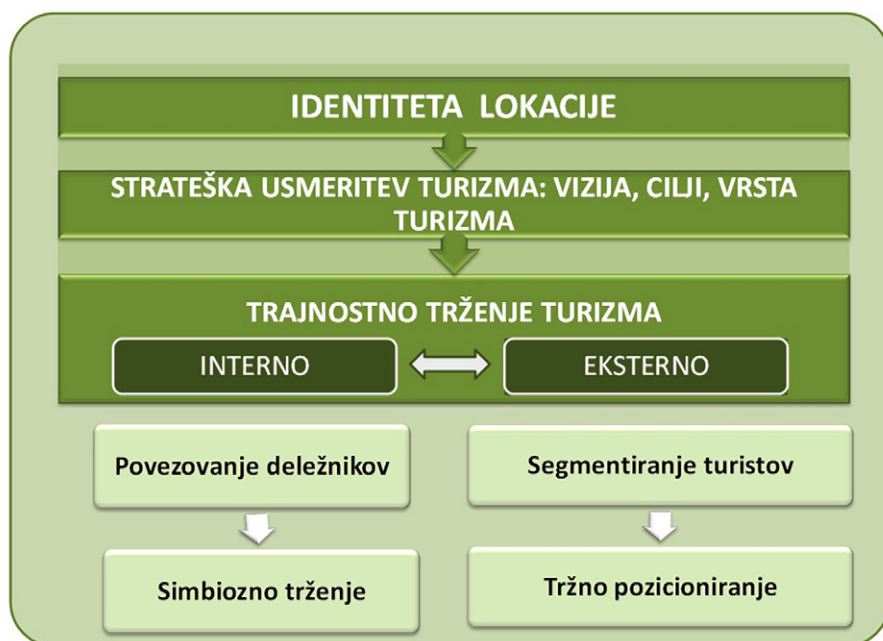 IDENTITETA LOKACIJE
STRATEŠKA USMERITEV TURIZMA: VIZIJA, CILJI, VRSTA
TURIZMA
TRAJNOSTNO TRŽENJE TURIZMA
INTERNO
EKSTERNO
Povezovanje deležnikov
Segmentiranje turistov
Simbiozno trženje
Tržno pozicioniranje